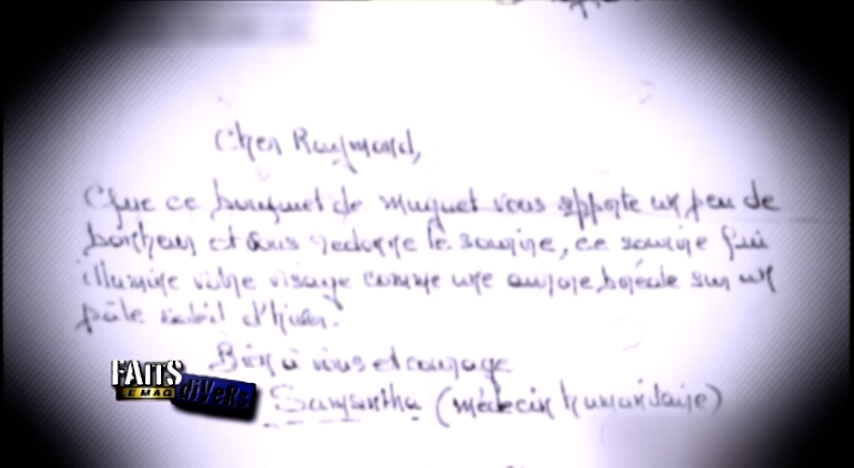 Cher Raymond,
Que ce bouquet de muguet vous apporte un peu de
bonheur et vous redonne le sourire, ce sourire qui
illumine votre visage comme une aurore boréale sur un
pâle soleil d'hiver.
Bien à vous et courage
Samantha (médecin humanitaire)
FAITS
LE MAG
DIVERS